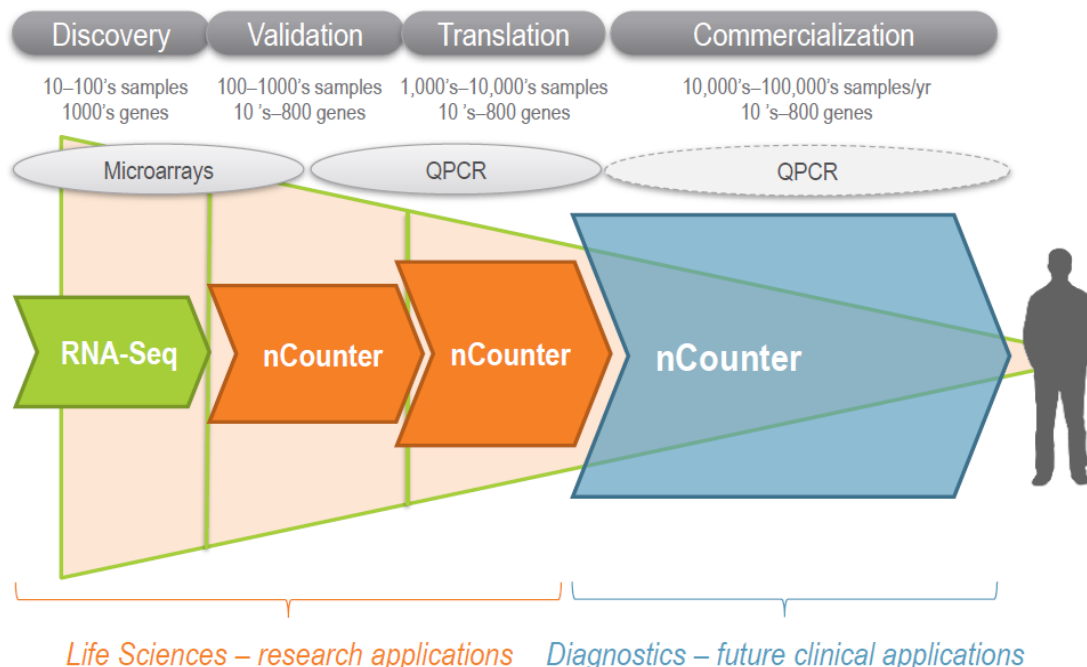 Discovery
Validation
Translation
Commercialization
10–100's samples
1000's genes
100–1000's samples
10 's–800 genes
1,000's–10,000's samples
10 's–800 genes
10,000's–100,000's samples/yr
10 's–800 genes
Microarrays
QPCR
QPCR
RNA-Seq
nCounter
nCounter
nCounter
Life Sciences – research applications
Diagnostics – future clinical applications